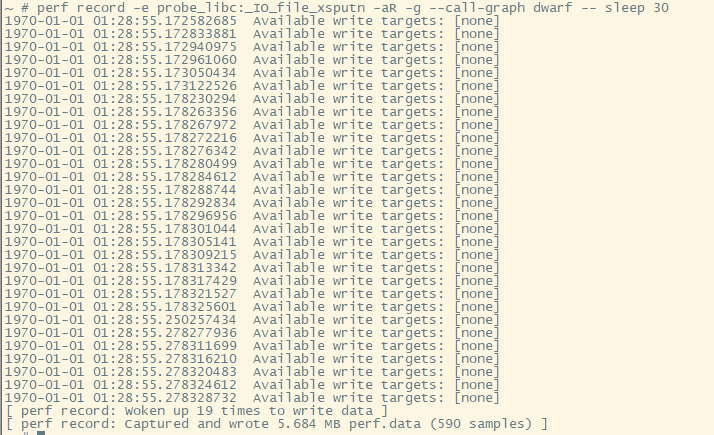 ~ # perf record -e probe_libc:_IO_file_xsputn -aR -g --call-graph dwarf -- sleep 30
1970-01-01 01:28:55.172582685  Available write targets: [none]
1970-01-01 01:28:55.172833881  Available write targets: [none]
1970-01-01 01:28:55.172940975  Available write targets: [none]
1970-01-01 01:28:55.172961060  Available write targets: [none]
1970-01-01 01:28:55.173050434  Available write targets: [none]
1970-01-01 01:28:55.173122526  Available write targets: [none]
1970-01-01 01:28:55.178230294  Available write targets: [none]
1970-01-01 01:28:55.178263356  Available write targets: [none]
1970-01-01 01:28:55.178267972  Available write targets: [none]
1970-01-01 01:28:55.178272216  Available write targets: [none]
1970-01-01 01:28:55.178276342  Available write targets: [none]
1970-01-01 01:28:55.178280499  Available write targets: [none]
1970-01-01 01:28:55.178284612  Available write targets: [none]
1970-01-01 01:28:55.178288744  Available write targets: [none]
1970-01-01 01:28:55.178292834  Available write targets: [none]
1970-01-01 01:28:55.178296956  Available write targets: [none]
1970-01-01 01:28:55.178301044  Available write targets: [none]
1970-01-01 01:28:55.178305141  Available write targets: [none]
1970-01-01 01:28:55.178309215  Available write targets: [none]
1970-01-01 01:28:55.178313342  Available write targets: [none]
1970-01-01 01:28:55.178317429  Available write targets: [none]
1970-01-01 01:28:55.178321527  Available write targets: [none]
1970-01-01 01:28:55.178325601  Available write targets: [none]
1970-01-01 01:28:55.250257434  Available write targets: [none]
1970-01-01 01:28:55.278277936  Available write targets: [none]
1970-01-01 01:28:55.278311699  Available write targets: [none]
1970-01-01 01:28:55.278316210  Available write targets: [none]
1970-01-01 01:28:55.278320483  Available write targets: [none]
1970-01-01 01:28:55.278324612  Available write targets: [none]
1970-01-01 01:28:55.278328732  Available write targets: [none]
[ perf record: Woken up 19 times to write data ]
[ perf record: Captured and wrote 5.684 MB perf.data (590 samples) ]
~ #